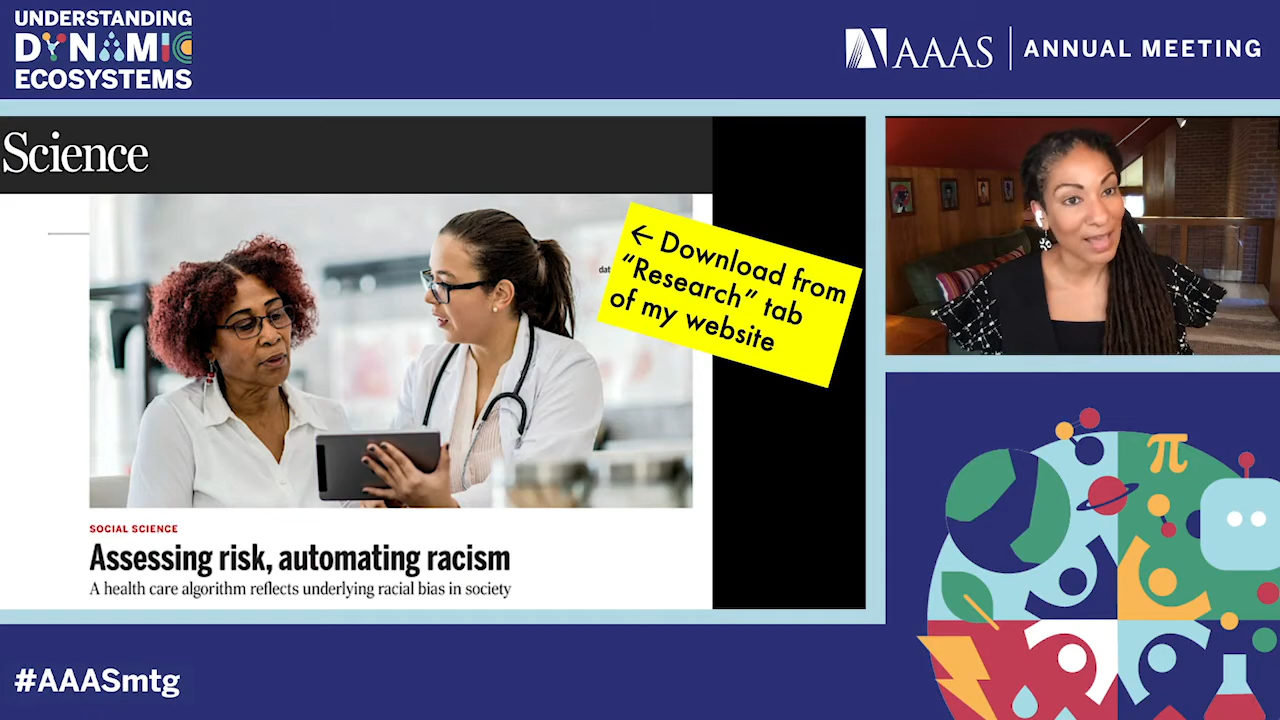 UNDERSTANDING
DYNAMIC
ECOSYSTEMS
AAAS | ANNUAL MEETING
Science
dat
← Download from
“Research” tab
of my website
SOCIAL SCIENCE
Assessing risk, automating racism
A health care algorithm reflects underlying racial bias in society
π
#AAASmtg